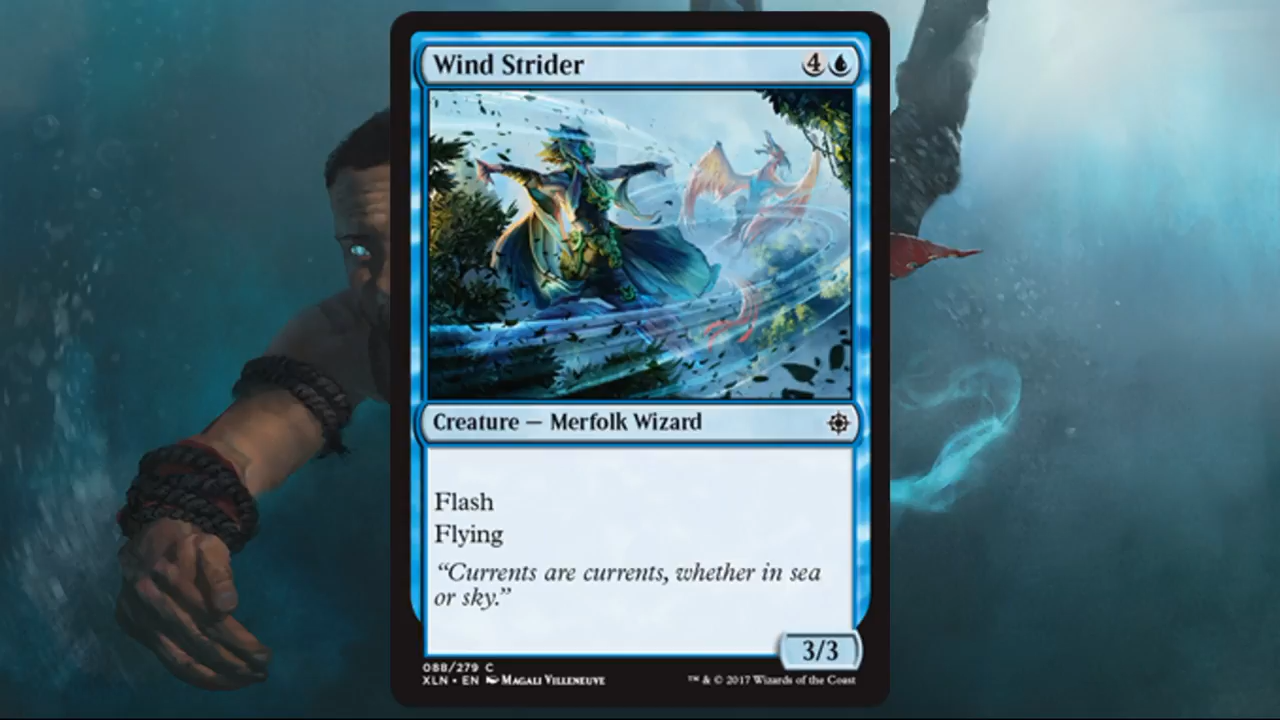 Wind Strider 4
Creature — Merfolk Wizard
Flash
Flying
“Currents are currents, whether in sea
or sky.”
3/3
088/279 C
XLN • EN Magali Villeneuve
™ & © 2017 Wizards of the Coast